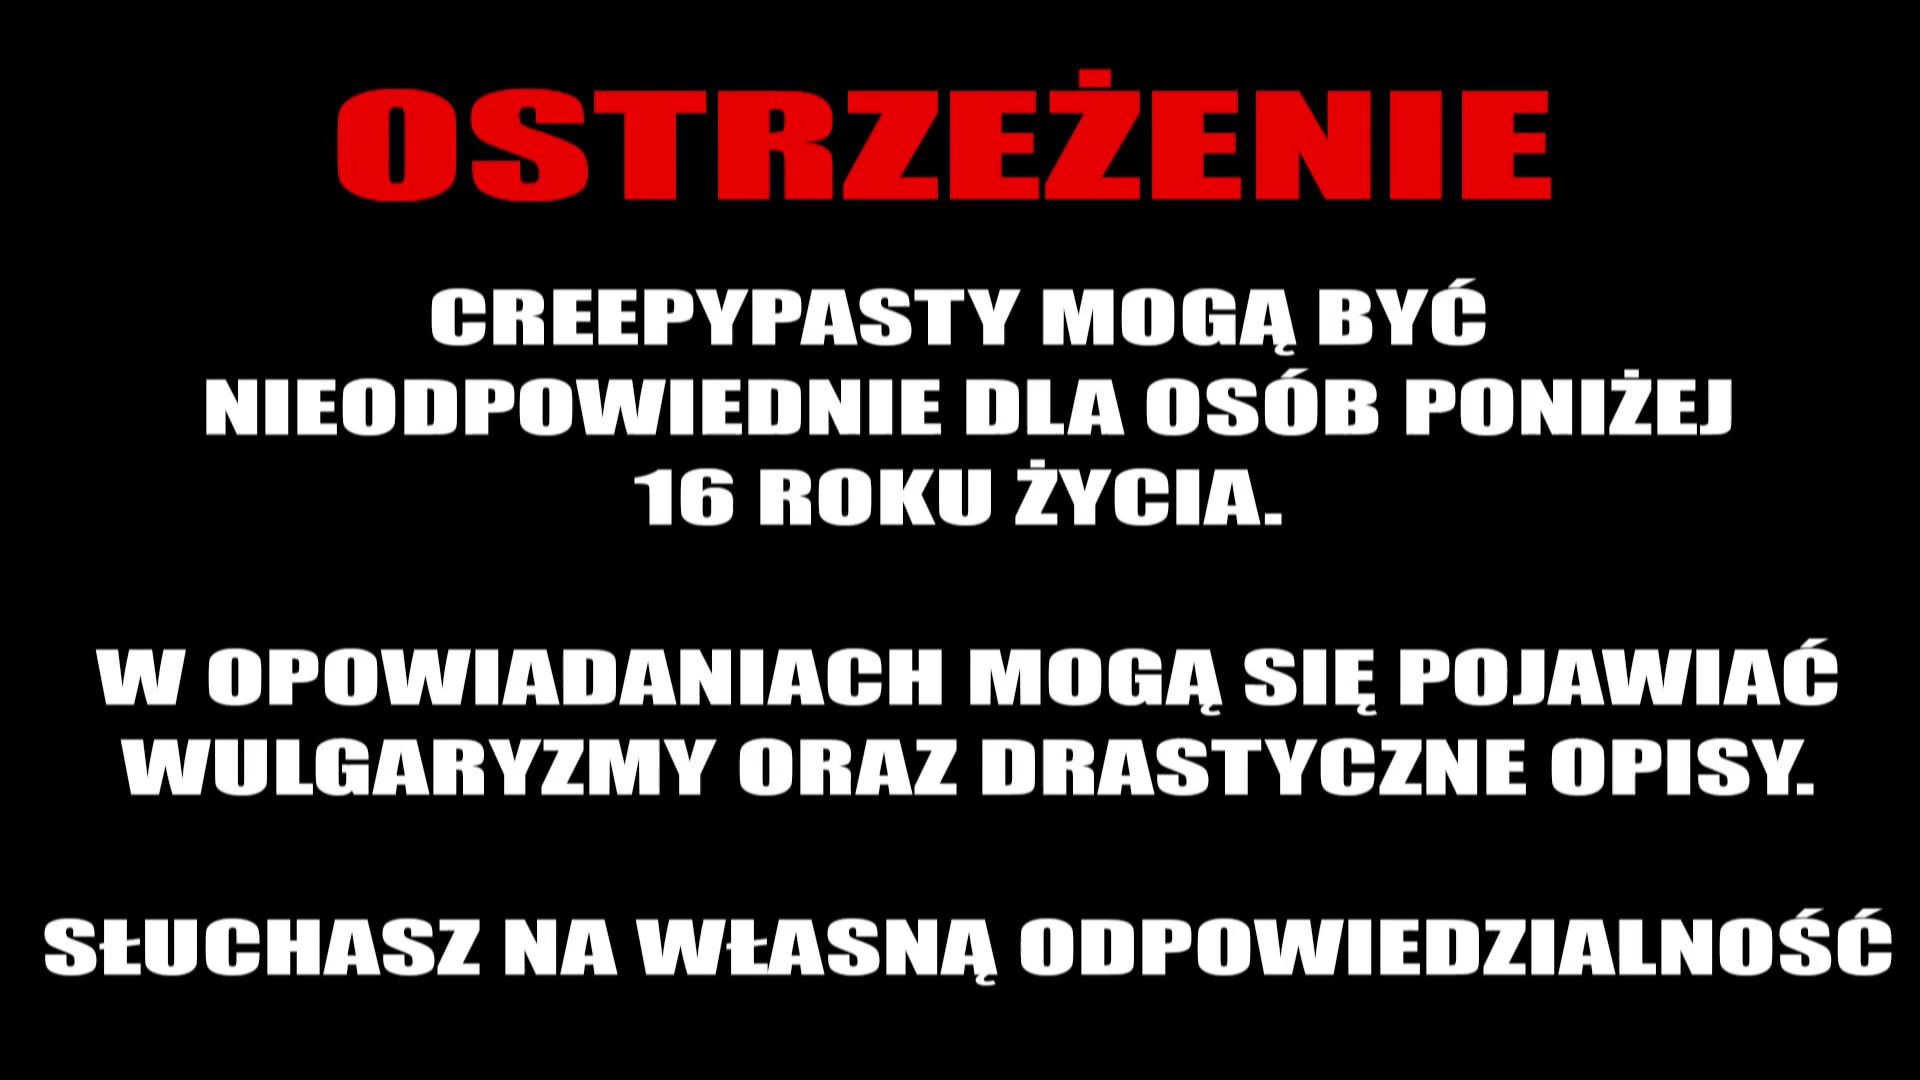 OSTRZEŻENIE
CREEPYPASTY MOGĄ BYĆ
NIEODPOWIEDNIE DLA OSÓB PONIŻEJ
16 ROKU ŻYCIA.
W OPOWIADANIACH MOGĄ SIĘ POJAWIAĆ
WULGARYZMY ORAZ DRASTYCZNE OPISY.
SŁUCHASZ NA WŁASNĄ ODPOWIEDZIALNOŚĆ